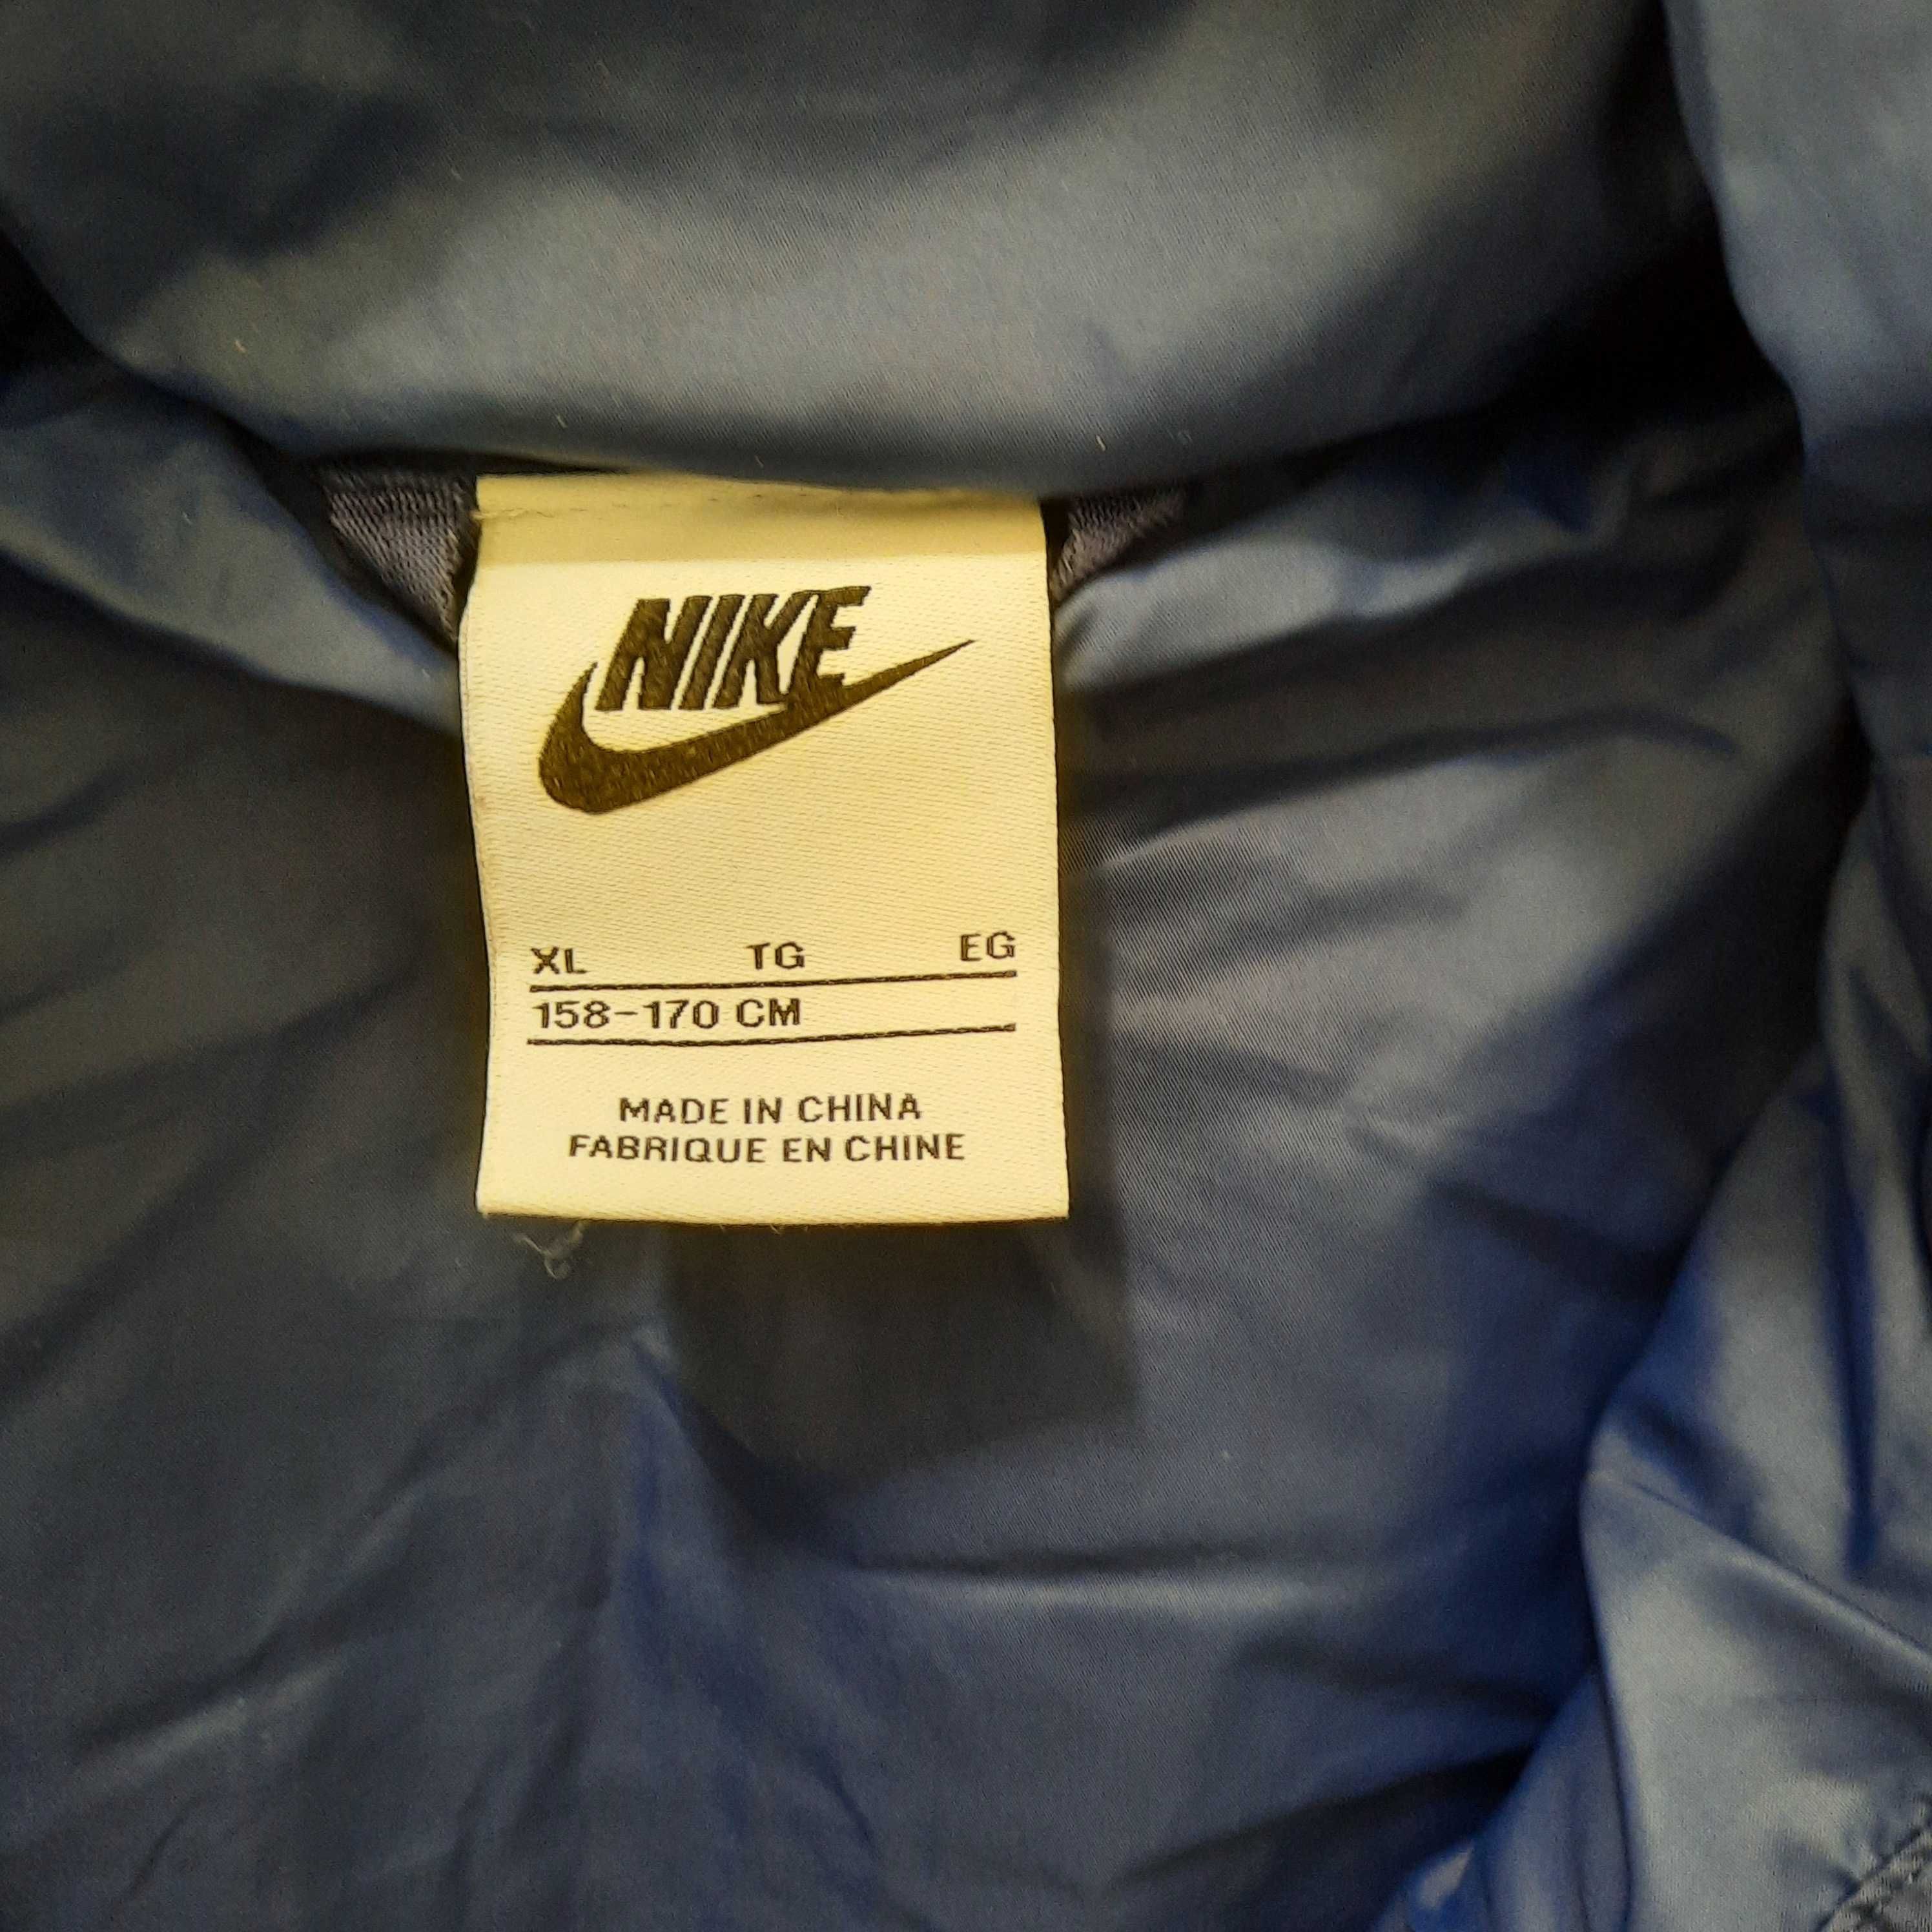 NIKE
XL TG EG
158-170 CM
MADE IN CHINA
FABRIQUE EN CHINE